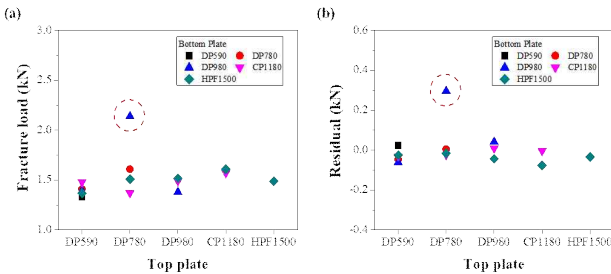 (a)
Fracture load (kN)
3.0
2.5
2.0
1.5
1.0
Bottom Plate
DP590 DP780
DP980 CP1180
HPF1500
DP590 DP780 DP980 CP1180 HPF1500
Top plate
(b)
Residual (kN)
0.6
0.4
0.2
0.0
-0.2
-0.4
Bottom Plate
DP590 DP780
DP980 CP1180
HPF1500
DP590 DP780 DP980 CP1180 HPF1500
Top plate